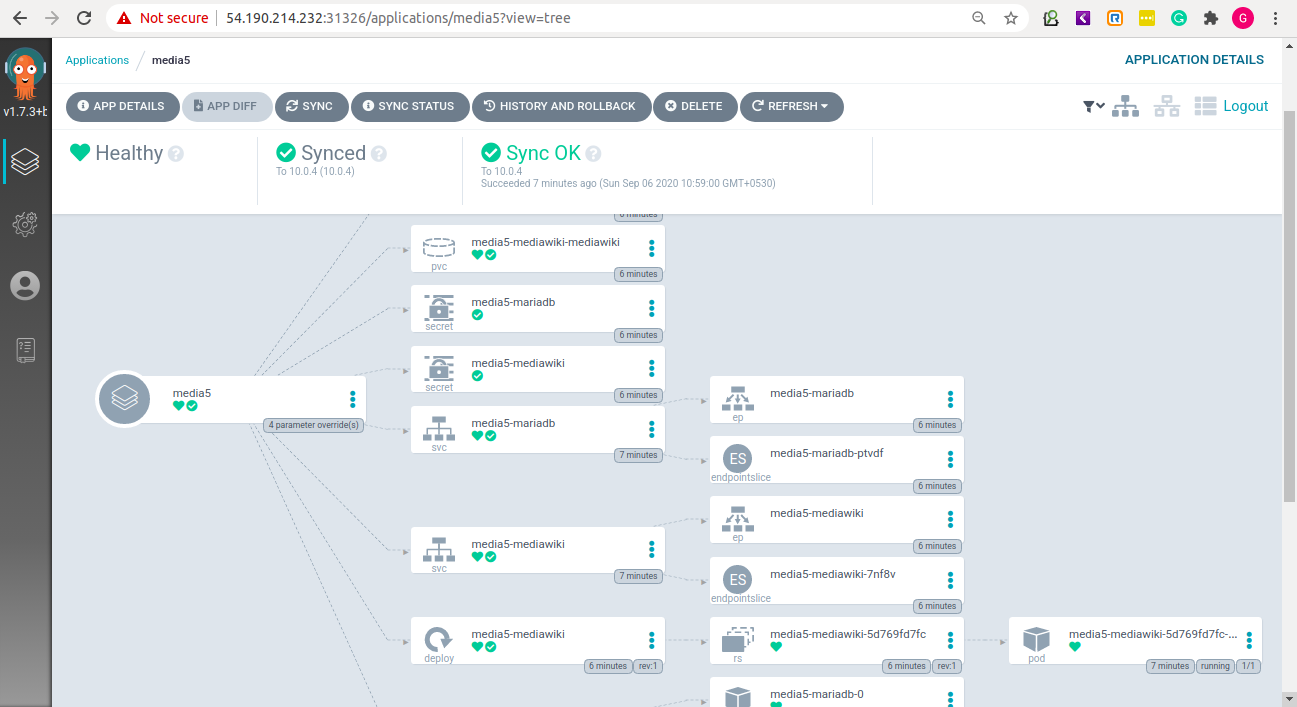 Not secure
54.190.214.232:31326/applications/media5?view=tree
G
v1.7.3+b
Applications
media5
APPLICATION DETAILS
APP DETAILS
APP DIFF
SYNC
SYNC STATUS
HISTORY AND ROLLBACK
DELETE
REFRESH
Logout
Healthy
Synced
To 10.0.4 (10.0.4)
Sync OK
To 10.0.4
Succeeded 7 minutes ago (Sun Sep 06 2020 10:59:00 GMT+0530)
6 minutes
media5-mediawiki-mediawiki
pvc
6 minutes
media5-mariadb
secret
6 minutes
media5-mediawiki
secret
6 minutes
media5
4 parameter override(s)
media5-mariadb
svc
7 minutes
media5-mariadb
ep
6 minutes
ES
media5-mariadb-ptvdf
endpointslice
6 minutes
media5-mediawiki
ep
6 minutes
media5-mediawiki
svc
7 minutes
ES
media5-mediawiki-7nf8v
endpointslice
6 minutes
media5-mediawiki
deploy
6 minutes
rev:1
media5-mediawiki-5d769fd7fc
rs
6 minutes
rev:1
media5-mediawiki-5d769fd7fc-...
pod
7 minutes
running
1/1
media5-mariadb-0